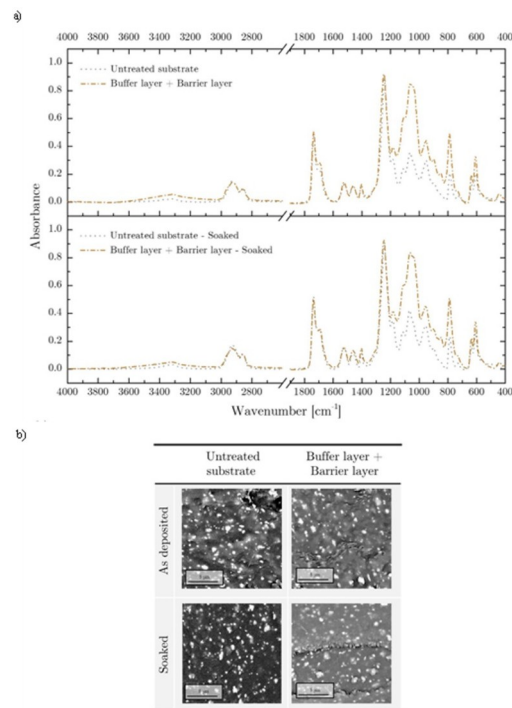 a)
4000 3800 3600 3400 3200 3000 2800 2600 1800 1600 1400 1200 1000 800 600 400
1.0
0.8
0.6
0.4
0.2
0.0
Untreated substrate
Buffer layer + Barrier layer
Absorbance
1.0
0.8
0.6
0.4
0.2
0.0
Untreated substrate - Soaked
Buffer layer + Barrier layer - Soaked
4000 3800 3600 3400 3200 3000 2800 1800 1600 1400 1200 1000 800 600 400
Wavenumber [cm⁻¹]
b)
Untreated substrate
Buffer layer + Barrier layer
As deposited
Soaked